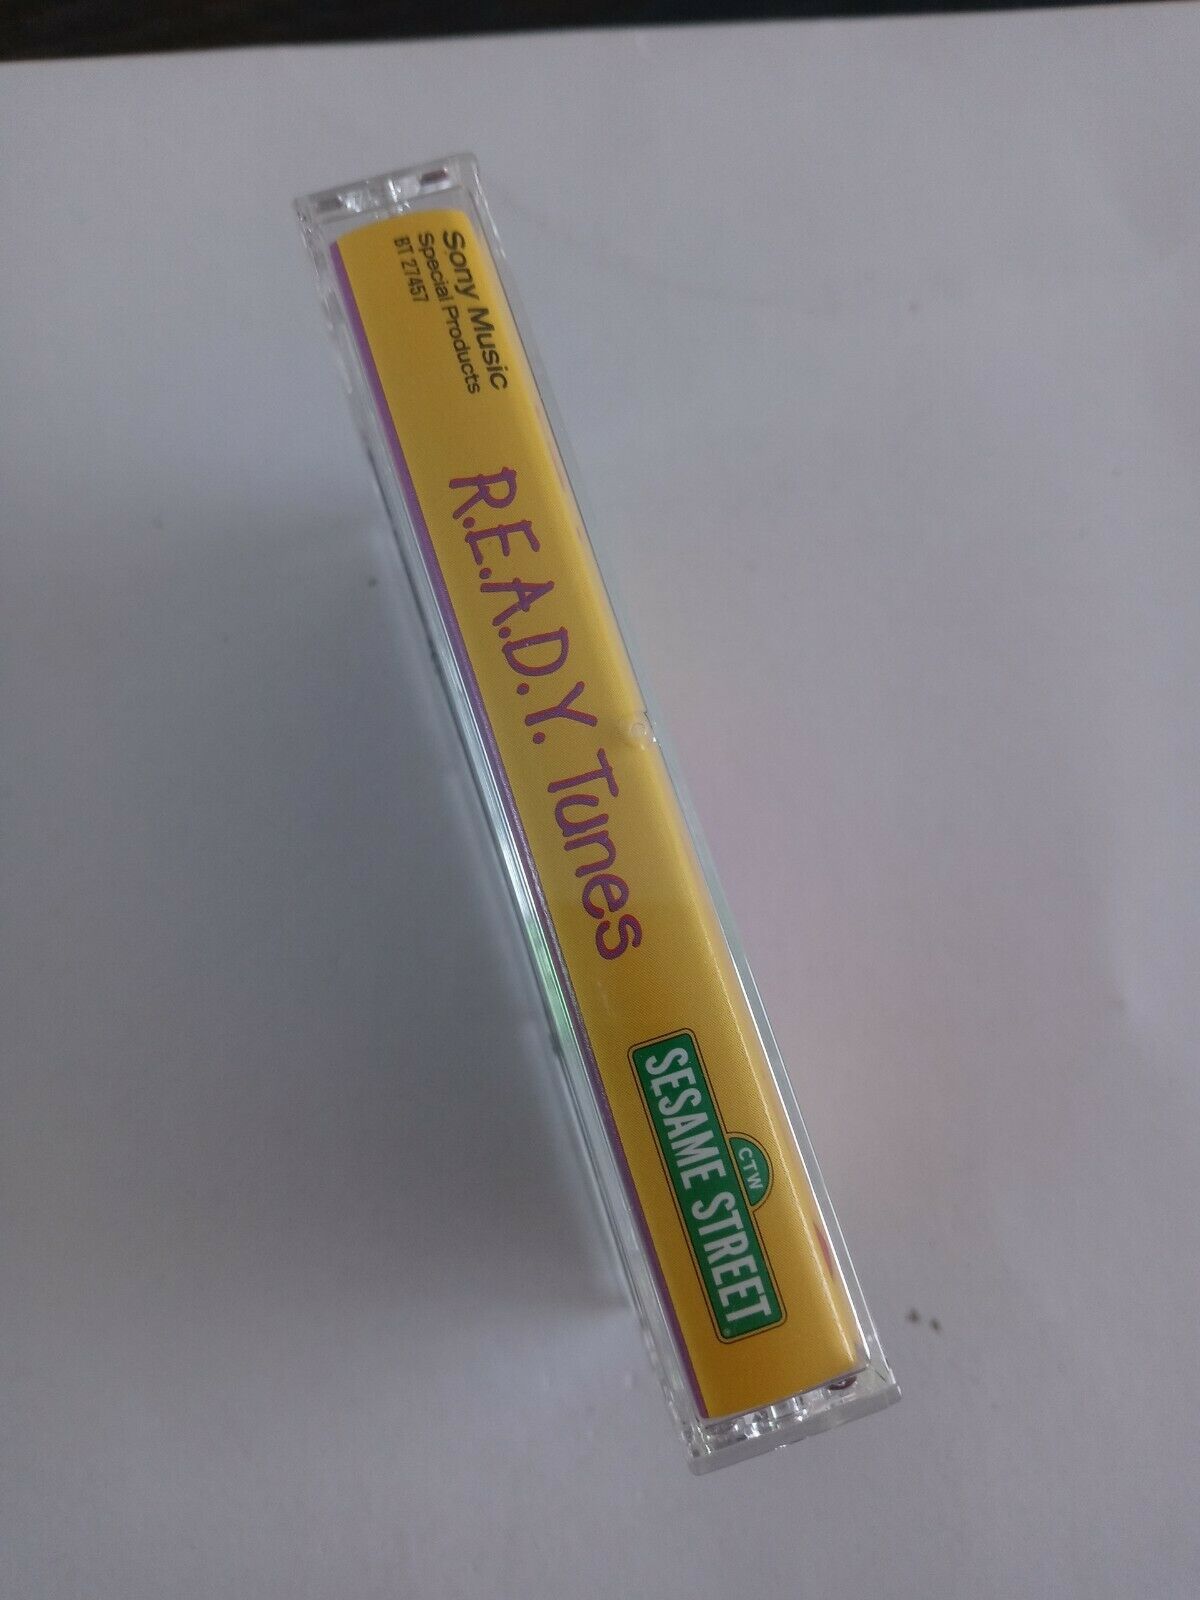 Sony Music
Special Products
BT 27457
R.E.A.D.Y. Tunes
CTW
SESAME STREET